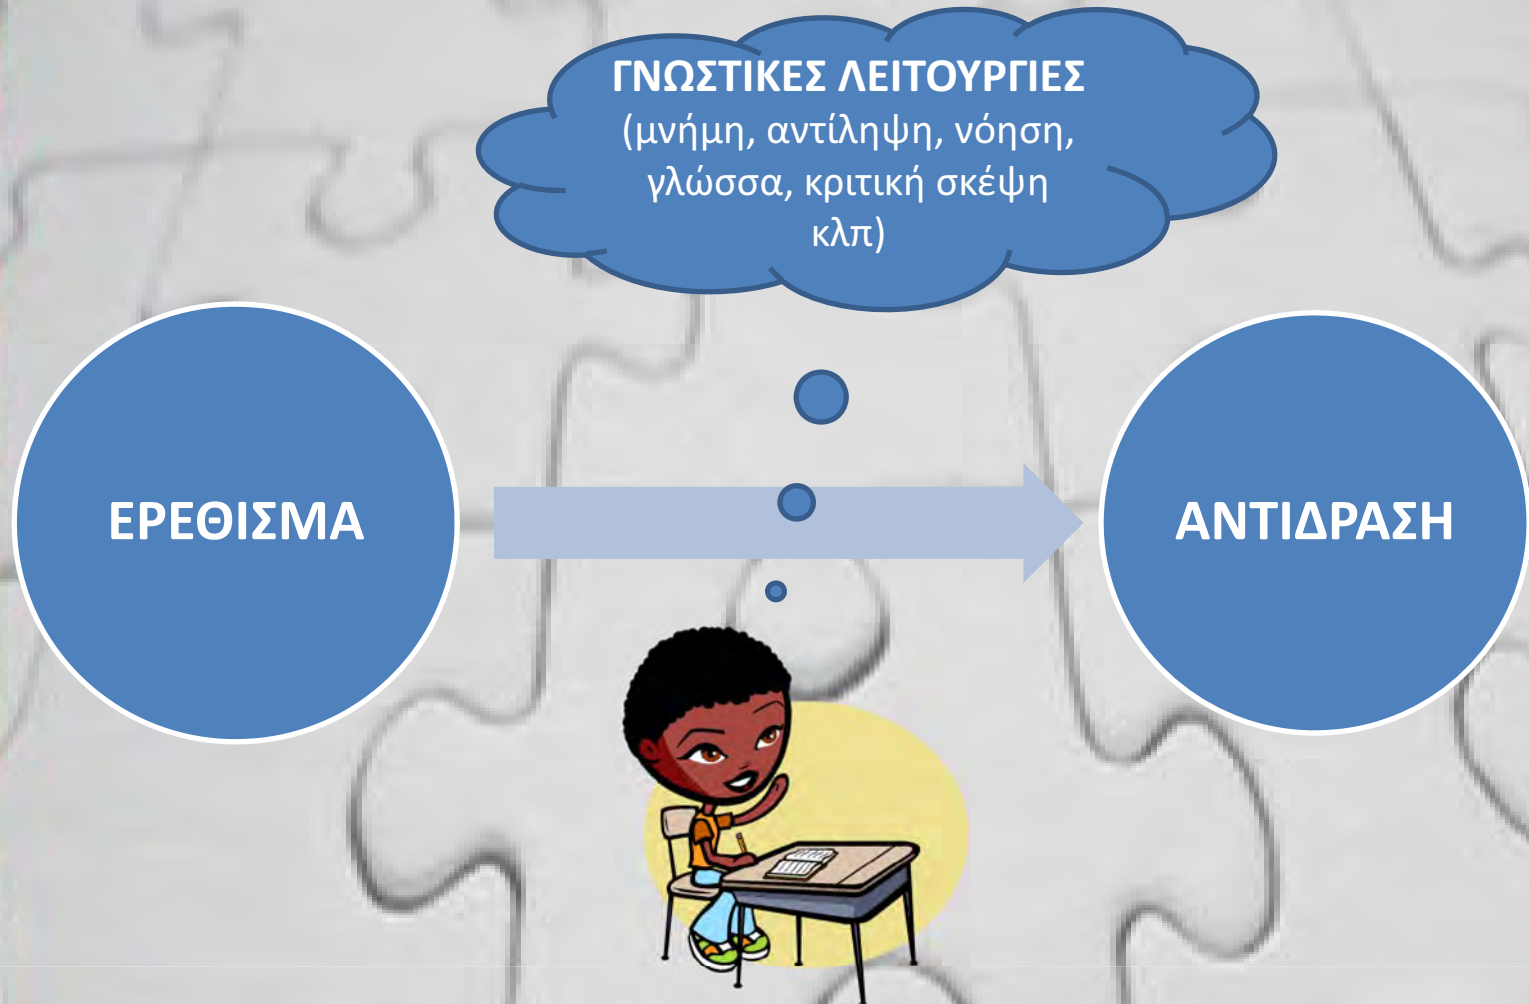 ΓΝΩΣΤΙΚΕΣ ΛΕΙΤΟΥΡΓΙΕΣ
(μνήμη, αντίληψη, νόηση,
γλώσσα, κριτική σκέψη
κλπ)
ΕΡΕΘΙΣΜΑ
ΑΝΤΙΔΡΑΣΗ